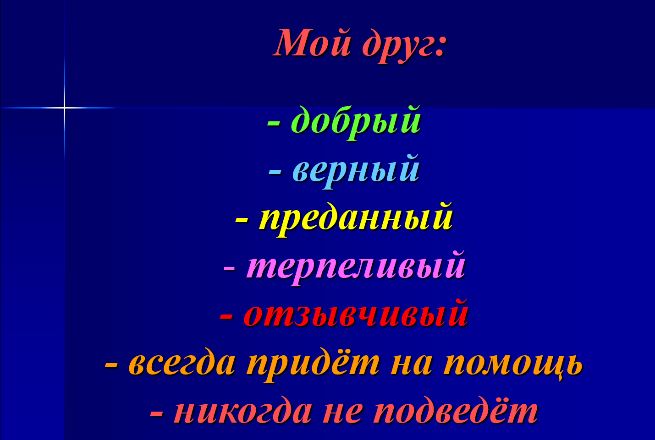 Мой друг:
- добрый
- верный
- преданный
- терпеливый
- отзывчивый
- всегда придёт на помощь
- никогда не подведёт